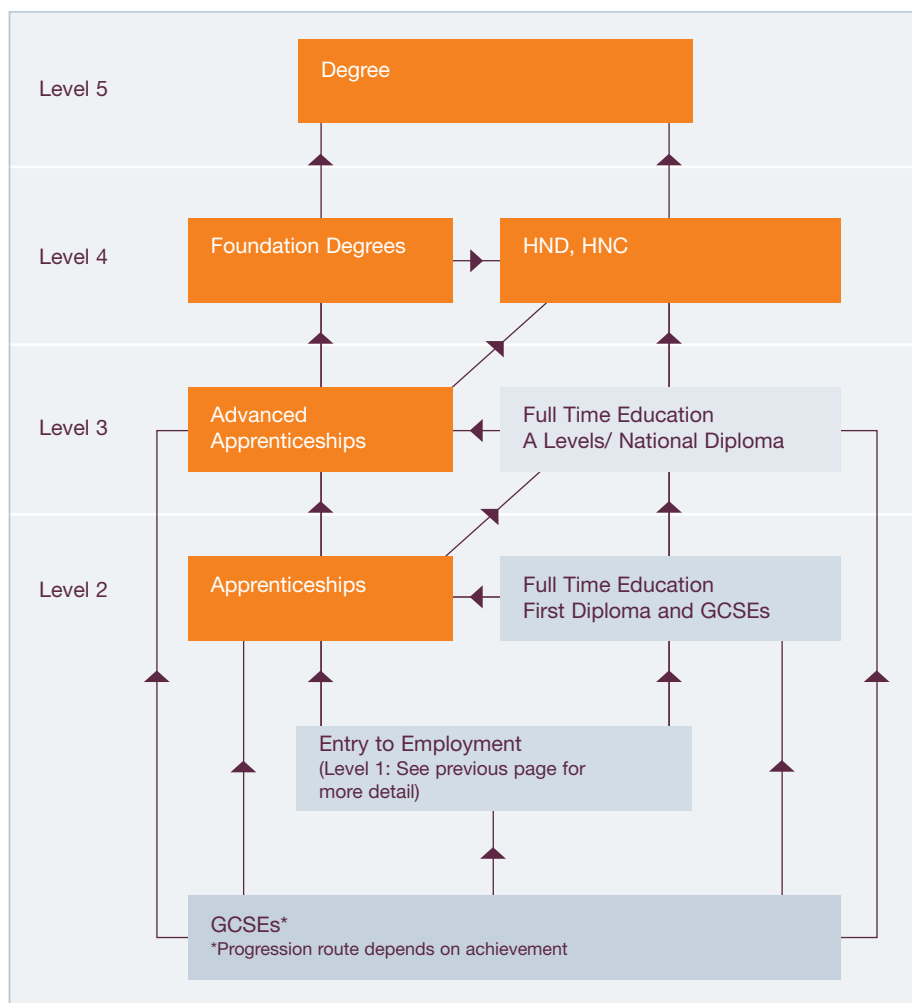 Level 5
Degree
Level 4
Foundation Degrees
HND, HNC
Level 3
Advanced
Apprenticeships
Full Time Education
A Levels/ National Diploma
Level 2
Apprenticeships
Full Time Education
First Diploma and GCSEs
Entry to Employment
(Level 1: See previous page for
more detail)
GCSEs*
*Progression route depends on achievement